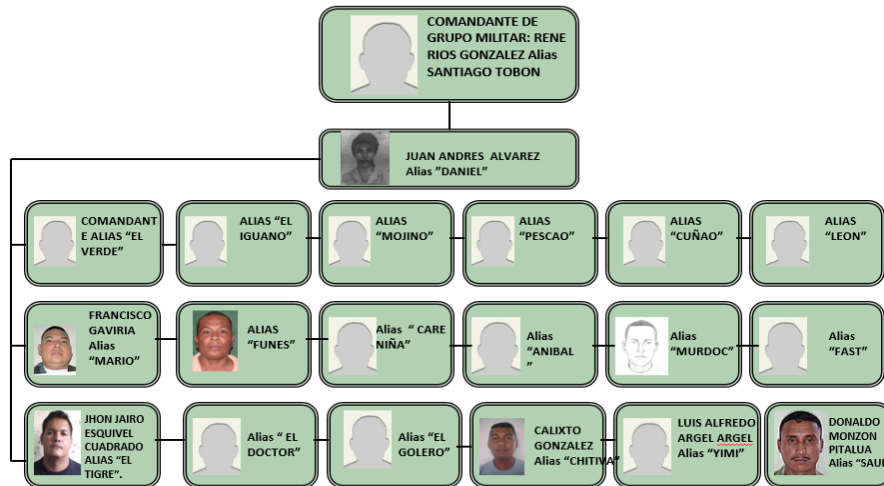 COMANDANTE DE
GRUPO MILITAR: RENE
RIOS GONZALEZ Alias
SANTIAGO TOBON
JUAN ANDRES ALVAREZ
Alias "DANIEL"
COMANDANT
E ALIAS "EL
VERDE"
ALIAS "EL
IGUANO"
ALIAS
"MOJINO"
ALIAS
"PESCAO"
ALIAS
"CUÑAO"
ALIAS
"LEON"
FRANCISCO
GAVIRIA
Alias
"MARIO"
ALIAS
"FUNES"
Alias " CARE
NIÑA"
Alias
"ANIBAL
"
Alias
"MURDOC"
Alias
"FAST"
JHON JAIRO
ESQUIVEL
CUADRADO
ALIAS "EL
TIGRE".
Alias " EL
DOCTOR"
Alias "EL
GOLERO"
CALIXTO
GONZALEZ
Alias "CHITIVA"
LUIS ALFREDO
ARGEL ARGEL
Alias "YIMI"
DONALDO
MONZON
PITALUA
Alias "SAUL